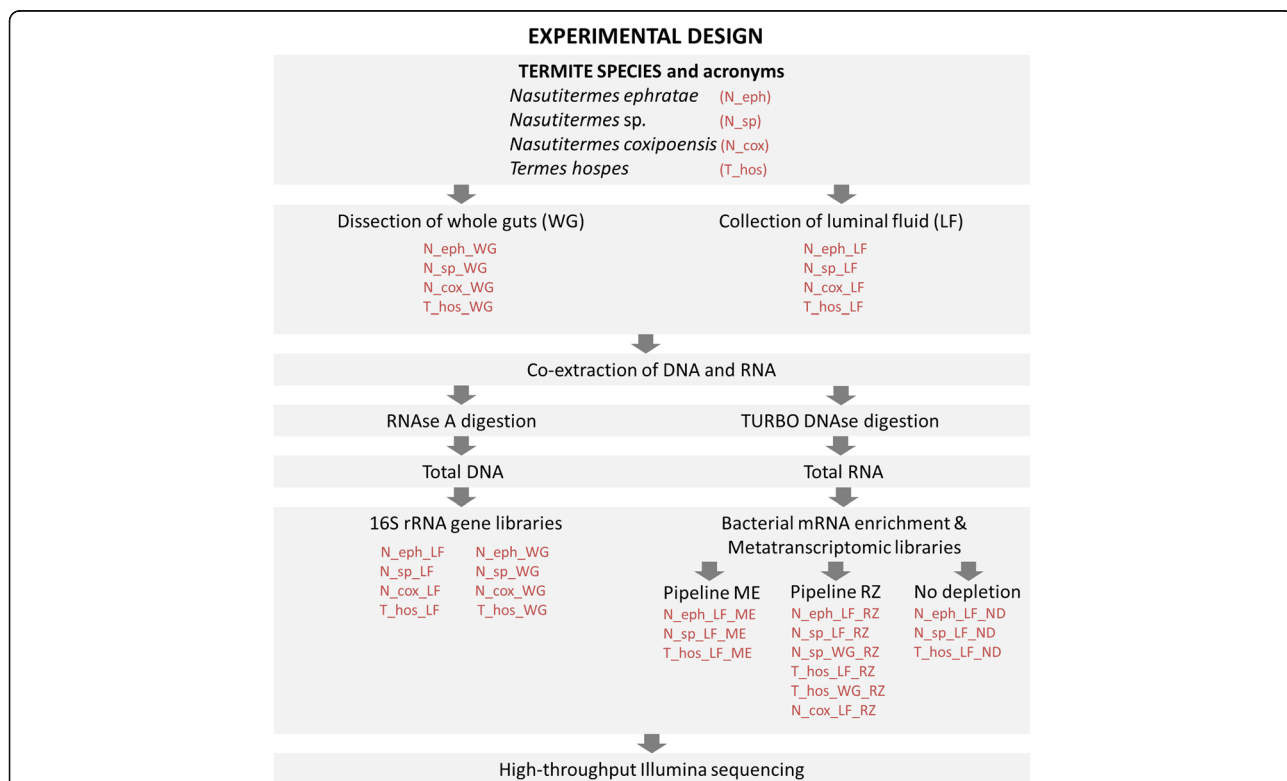 EXPERIMENTAL DESIGN
TERMITE SPECIES and acronyms
Nasutitermes ephratae (N_eph)
Nasutitermes sp. (N_sp)
Nasutitermes coxipoensis (N_cox)
Termes hospes (T_hos)
Dissection of whole guts (WG)
N_eph_WG
N_sp_WG
N_cox_WG
T_hos_WG
Collection of luminal fluid (LF)
N_eph_LF
N_sp_LF
N_cox_LF
T_hos_LF
Co-extraction of DNA and RNA
RNAse A digestion
TURBO DNAse digestion
Total DNA
Total RNA
16S rRNA gene libraries
N_eph_LF N_eph_WG
N_sp_LF N_sp_WG
N_cox_LF N_cox_WG
T_hos_LF T_hos_WG
Bacterial mRNA enrichment &
Metatranscriptomic libraries
Pipeline ME
N_eph_LF_ME
N_sp_LF_ME
T_hos_LF_ME
Pipeline RZ
N_eph_LF_RZ
N_sp_LF_RZ
N_sp_WG_RZ
T_hos_LF_RZ
T_hos_WG_RZ
N_cox_LF_RZ
No depletion
N_eph_LF_ND
N_sp_LF_ND
T_hos_LF_ND
High-throughput Illumina sequencing